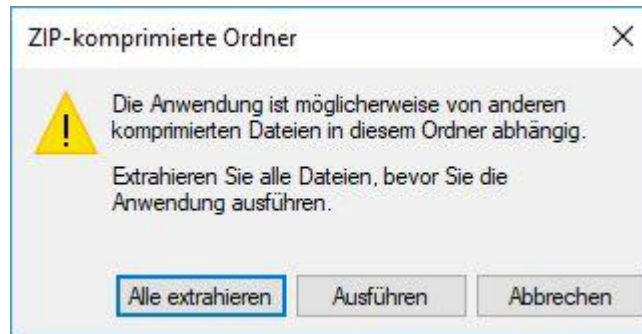 ZIP-komprimierte Ordner
Die Anwendung ist möglicherweise von anderen
komprimierten Dateien in diesem Ordner abhängig.
Extrahieren Sie alle Dateien, bevor Sie die
Anwendung ausführen.
Alle extrahieren Ausführen Abbrechen